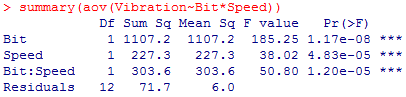 > summary(aov(Vibration~Bit*Speed))
            Df Sum Sq Mean Sq F value   Pr(>F)
Bit          1 1107.2  1107.2  185.25 1.17e-08 ***
Speed        1  227.3   227.3   38.02 4.83e-05 ***
Bit:Speed    1  303.6   303.6   50.80 1.20e-05 ***
Residuals   12   71.7     6.0